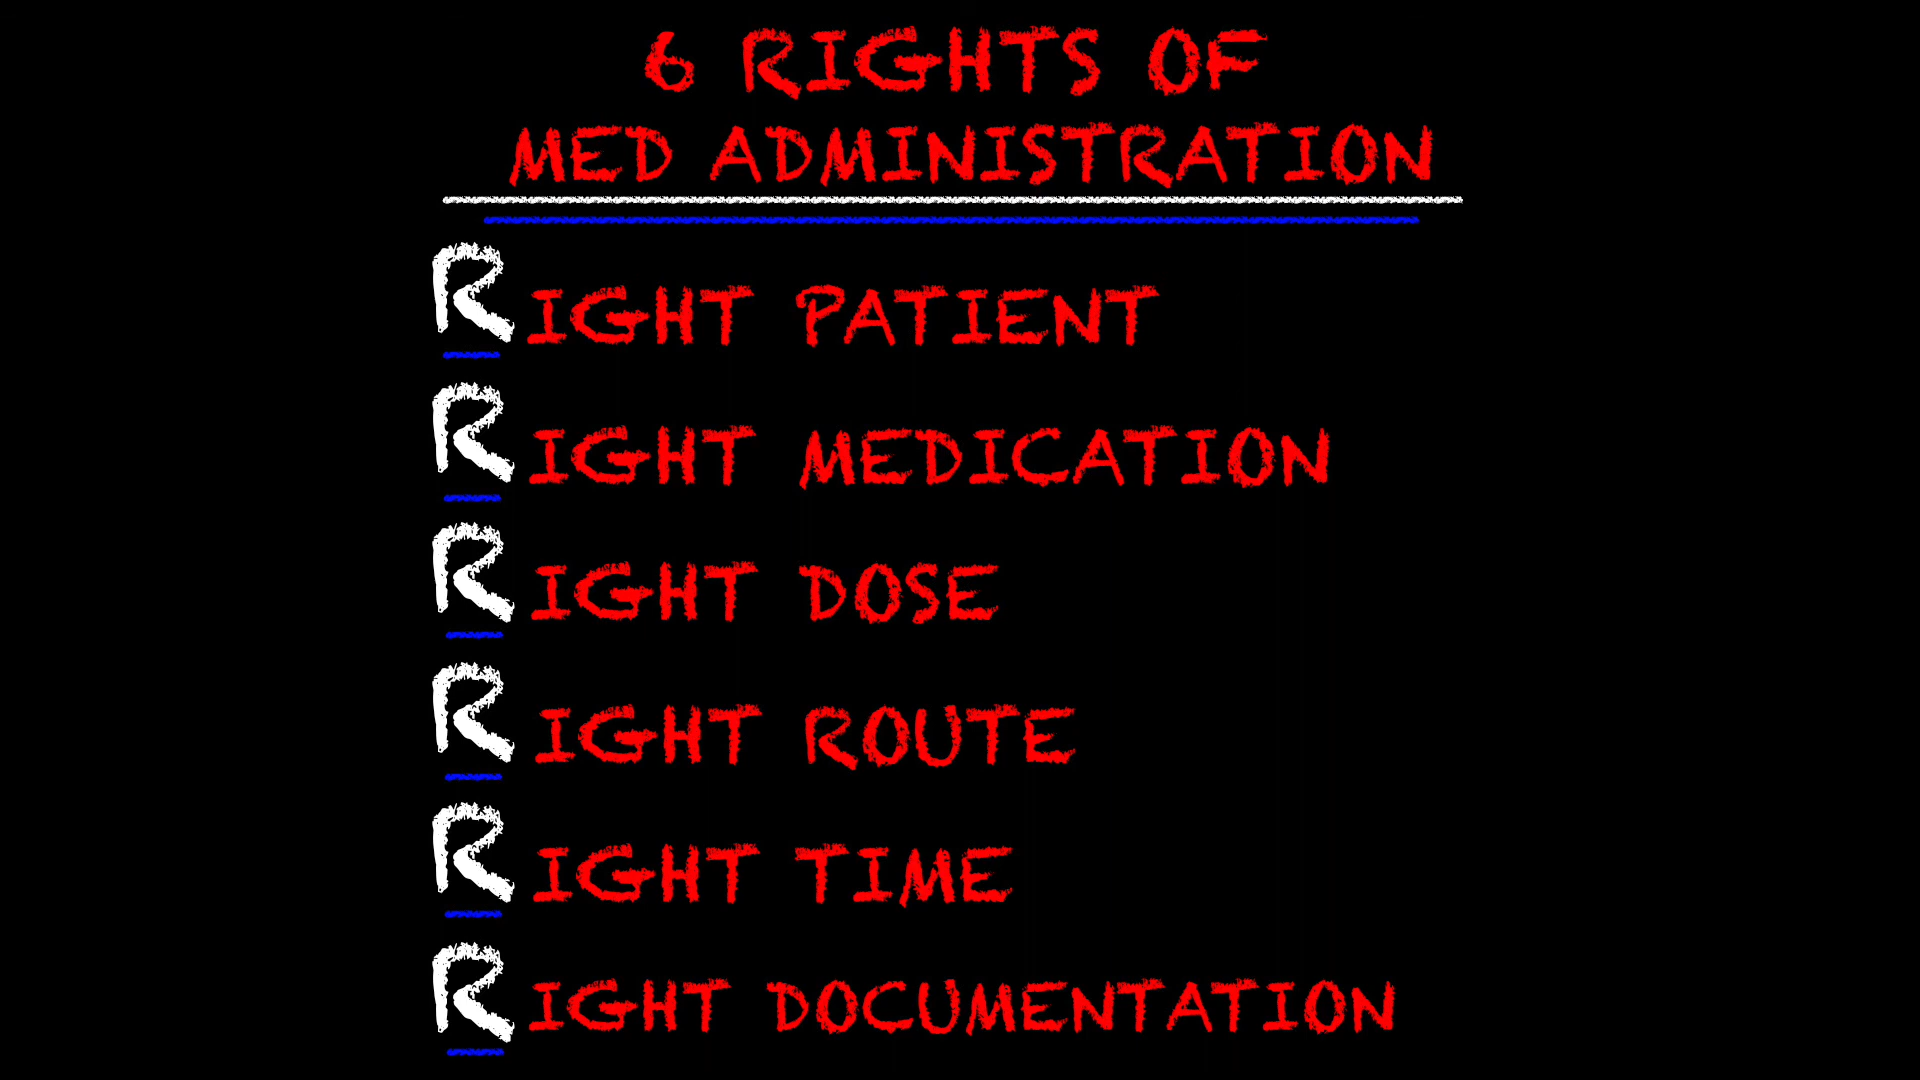 6 RIGHTS OF
MED ADMINISTRATION
RIGHT PATIENT
RIGHT MEDICATION
RIGHT DOSE
RIGHT ROUTE
RIGHT TIME
RIGHT DOCUMENTATION